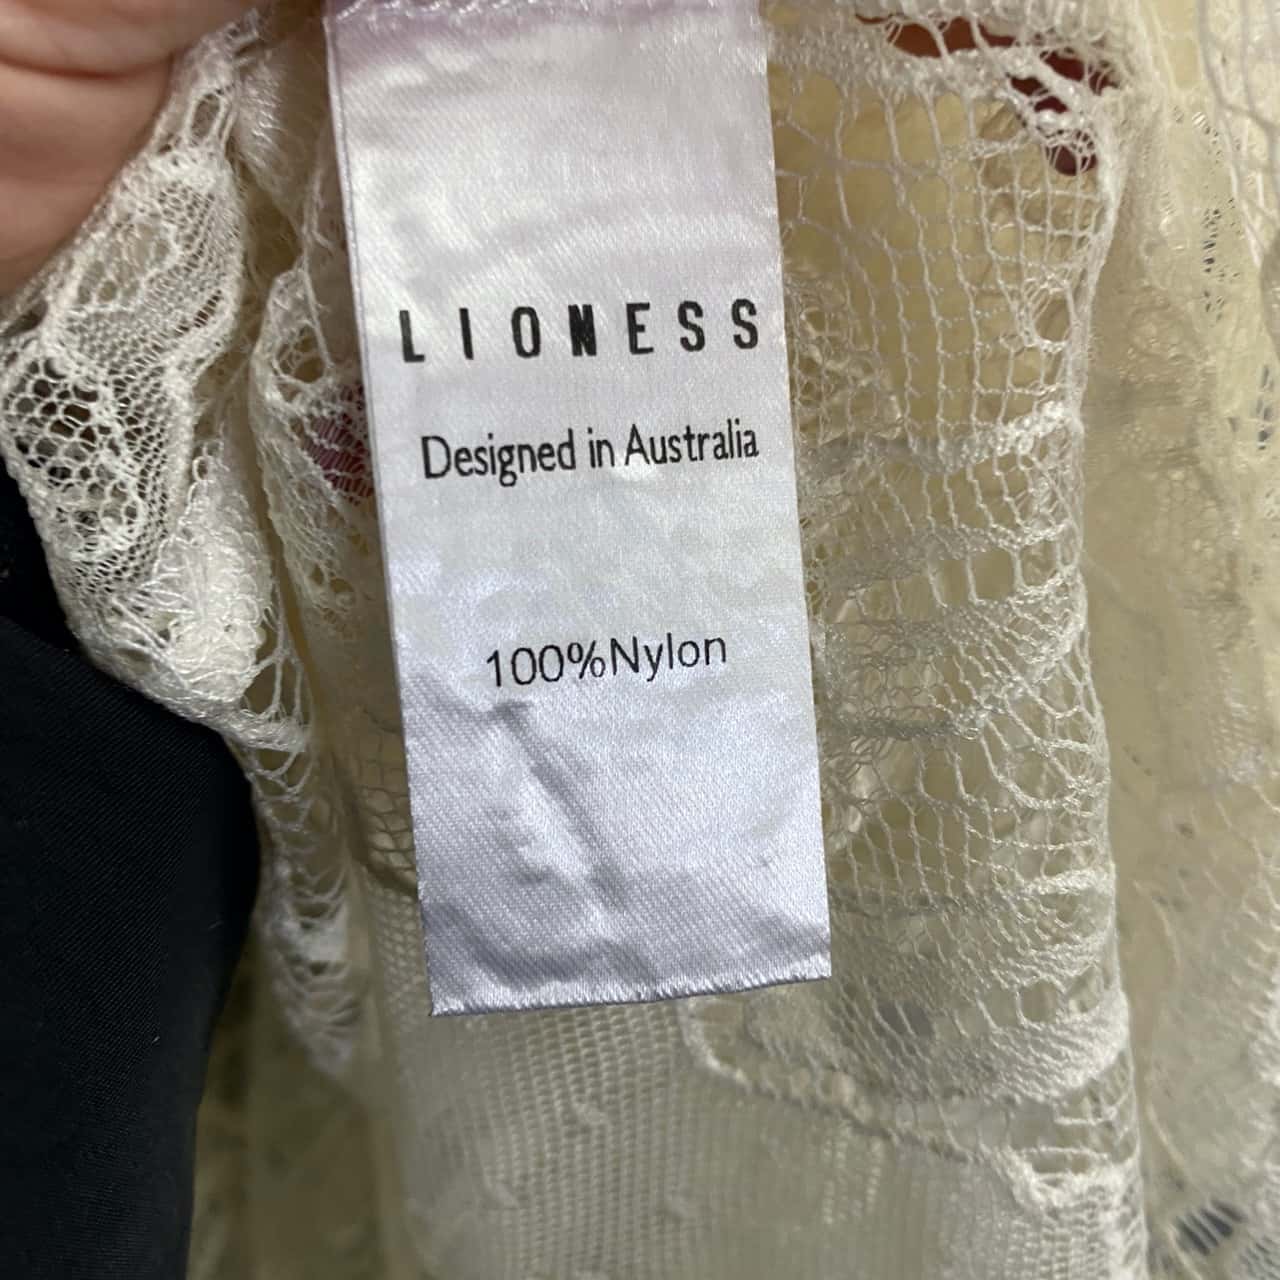 LIONESS
Designed in Australia
100%Nylon